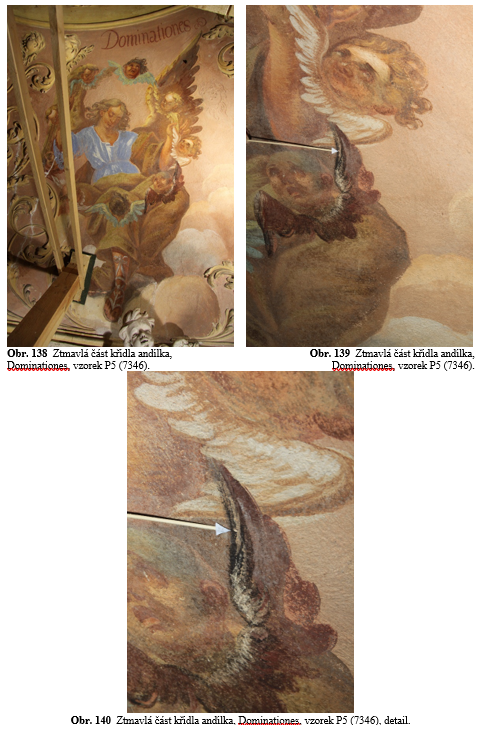 Dominationes
Obr. 138 Ztmavlá část křídla andílka,
Dominationes, vzorek P5 (7346).
Obr. 139 Ztmavlá část křídla andílka,
Dominationes, vzorek P5 (7346).
Obr. 140 Ztmavlá část křídla andílka, Dominationes, vzorek P5 (7346), detail.